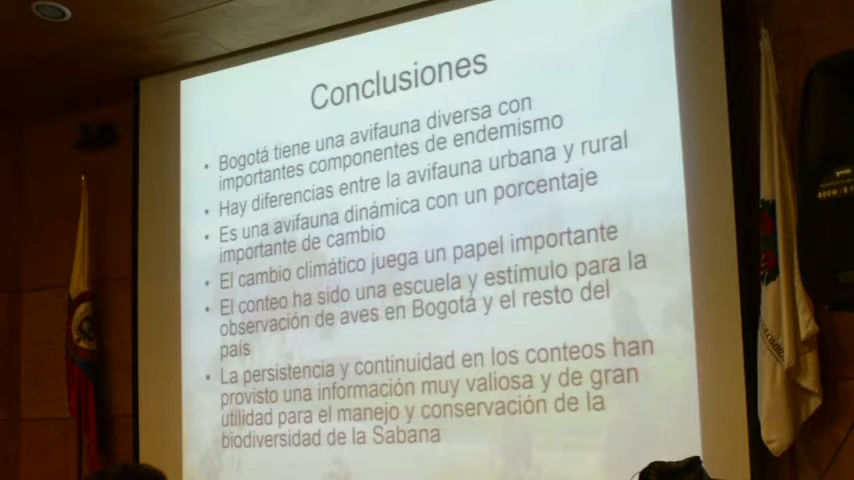 Conclusiones
• Bogotá tiene una avifauna diversa con
importantes componentes de endemismo
• Hay diferencias entre la avifauna urbana y rural
• Es una avifauna dinámica con un porcentaje
importante de cambio
• El cambio climático juega un papel importante
• El conteo ha sido una escuela y estímulo para la
observación de aves en Bogotá y el resto del
país
• La persistencia y continuidad en los conteos han
provisto una información muy valiosa y de gran
utilidad para el manejo y conservación de la
biodiversidad de la Sabana